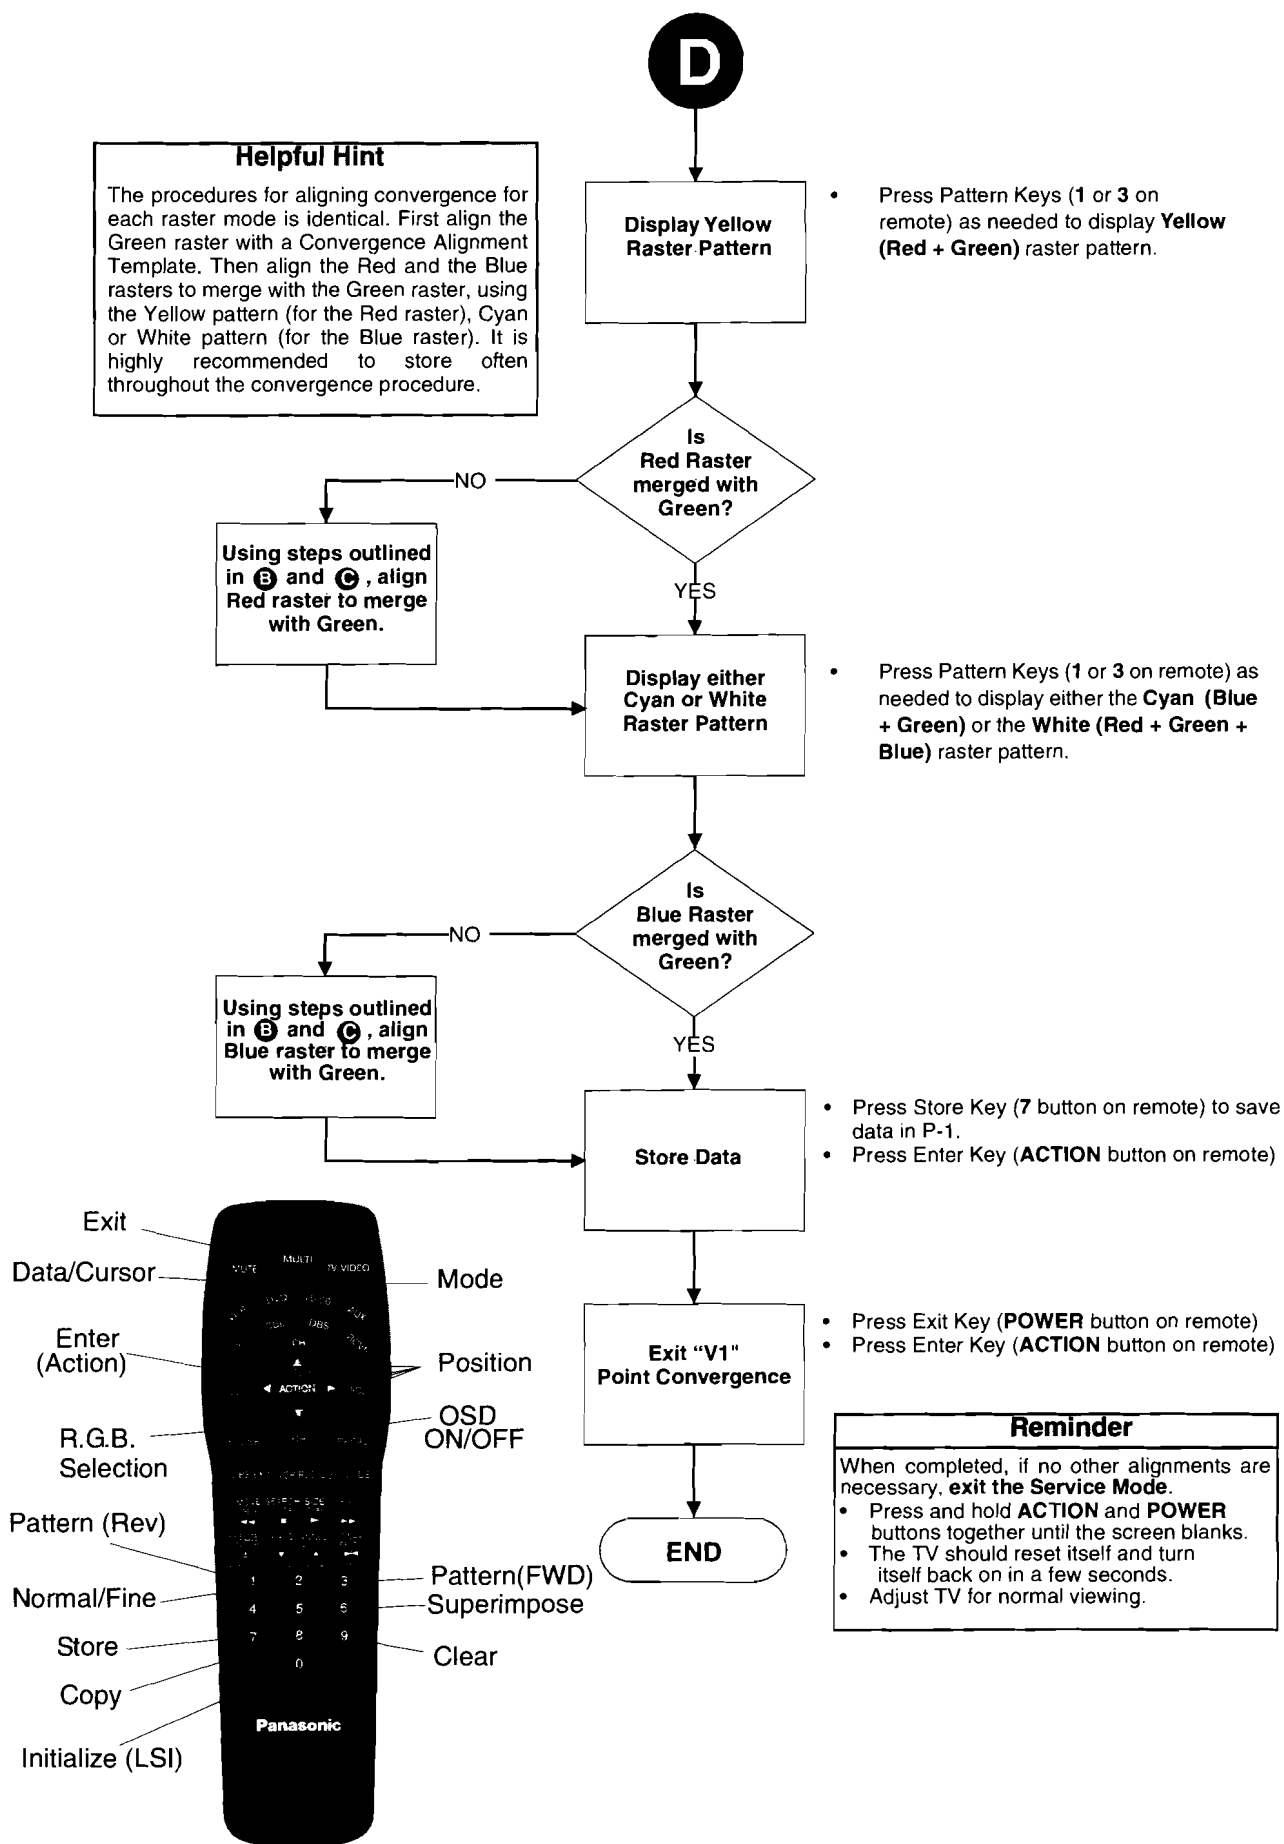 D
Helpful Hint
The procedures for aligning convergence for
each raster mode is identical. First align the
Green raster with a Convergence Alignment
Template. Then align the Red and the Blue
rasters to merge with the Green raster, using
the Yellow pattern (for the Red raster), Cyan
or White pattern (for the Blue raster). It is
highly recommended to store often
throughout the convergence procedure.
Display Yellow
Raster Pattern
• Press Pattern Keys (1 or 3 on
remote) as needed to display Yellow
(Red + Green) raster pattern.
Is
Red Raster
merged with
Green?
NO
YES
Using steps outlined
in B and C , align
Red raster to merge
with Green.
Display either
Cyan or White
Raster Pattern
• Press Pattern Keys (1 or 3 on remote) as
needed to display either the Cyan (Blue
+ Green) or the White (Red + Green +
Blue) raster pattern.
Is
Blue Raster
merged with
Green?
NO
YES
Using steps outlined
in B and C , align
Blue raster to merge
with Green.
Store Data
• Press Store Key (7 button on remote) to save
data in P-1.
• Press Enter Key (ACTION button on remote)
Exit "V1"
Point Convergence
• Press Exit Key (POWER button on remote)
• Press Enter Key (ACTION button on remote)
END
Reminder
When completed, if no other alignments are
necessary, exit the Service Mode.
• Press and hold ACTION and POWER
buttons together until the screen blanks.
• The TV should reset itself and turn
itself back on in a few seconds.
• Adjust TV for normal viewing.
Exit
Data/Cursor
Enter
(Action)
R.G.B.
Selection
Pattern (Rev)
Normal/Fine
Store
Copy
Initialize (LSI)
Mode
Position
OSD
ON/OFF
Pattern(FWD)
Superimpose
Clear
MUTE MULTI TV VIDEO
AUX
DBS
CH
ACTION
1 2 3
4 5 6
7 8 9
0
Panasonic